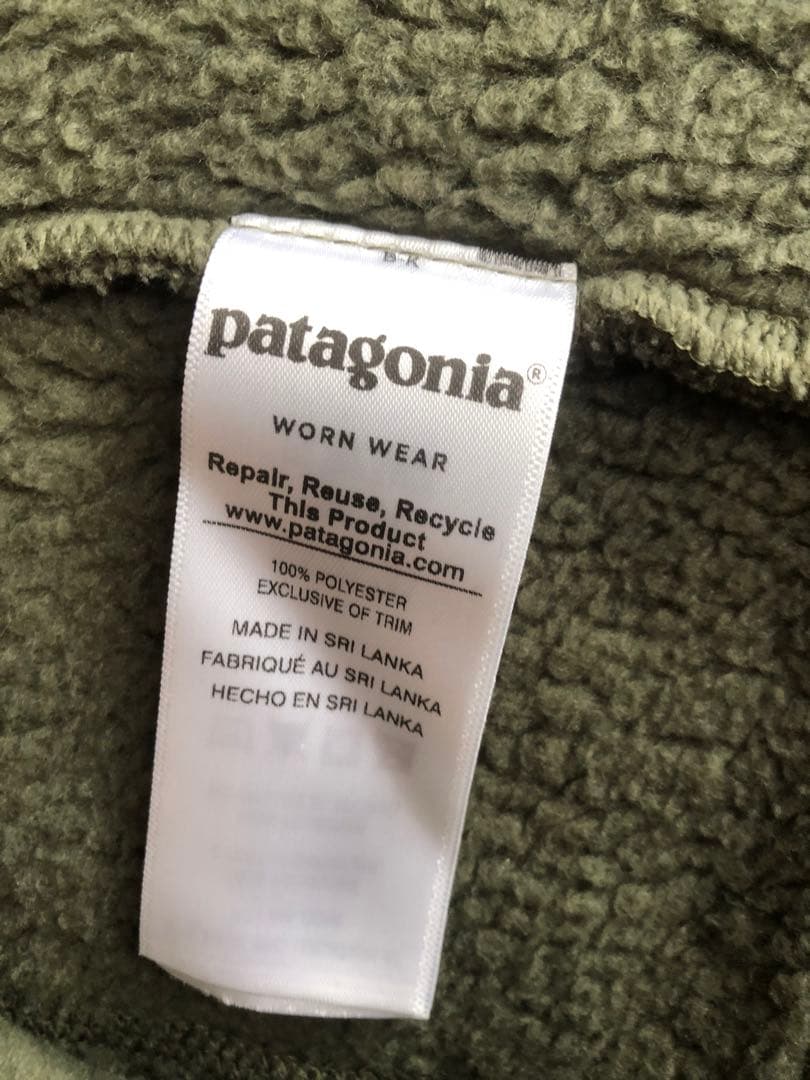 patagonia®
WORN WEAR
Repair, Reuse, Recycle
This Product
www.patagonia.com
100% POLYESTER
EXCLUSIVE OF TRIM
MADE IN SRI LANKA
FABRIQUÉ AU SRI LANKA
HECHO EN SRI LANKA